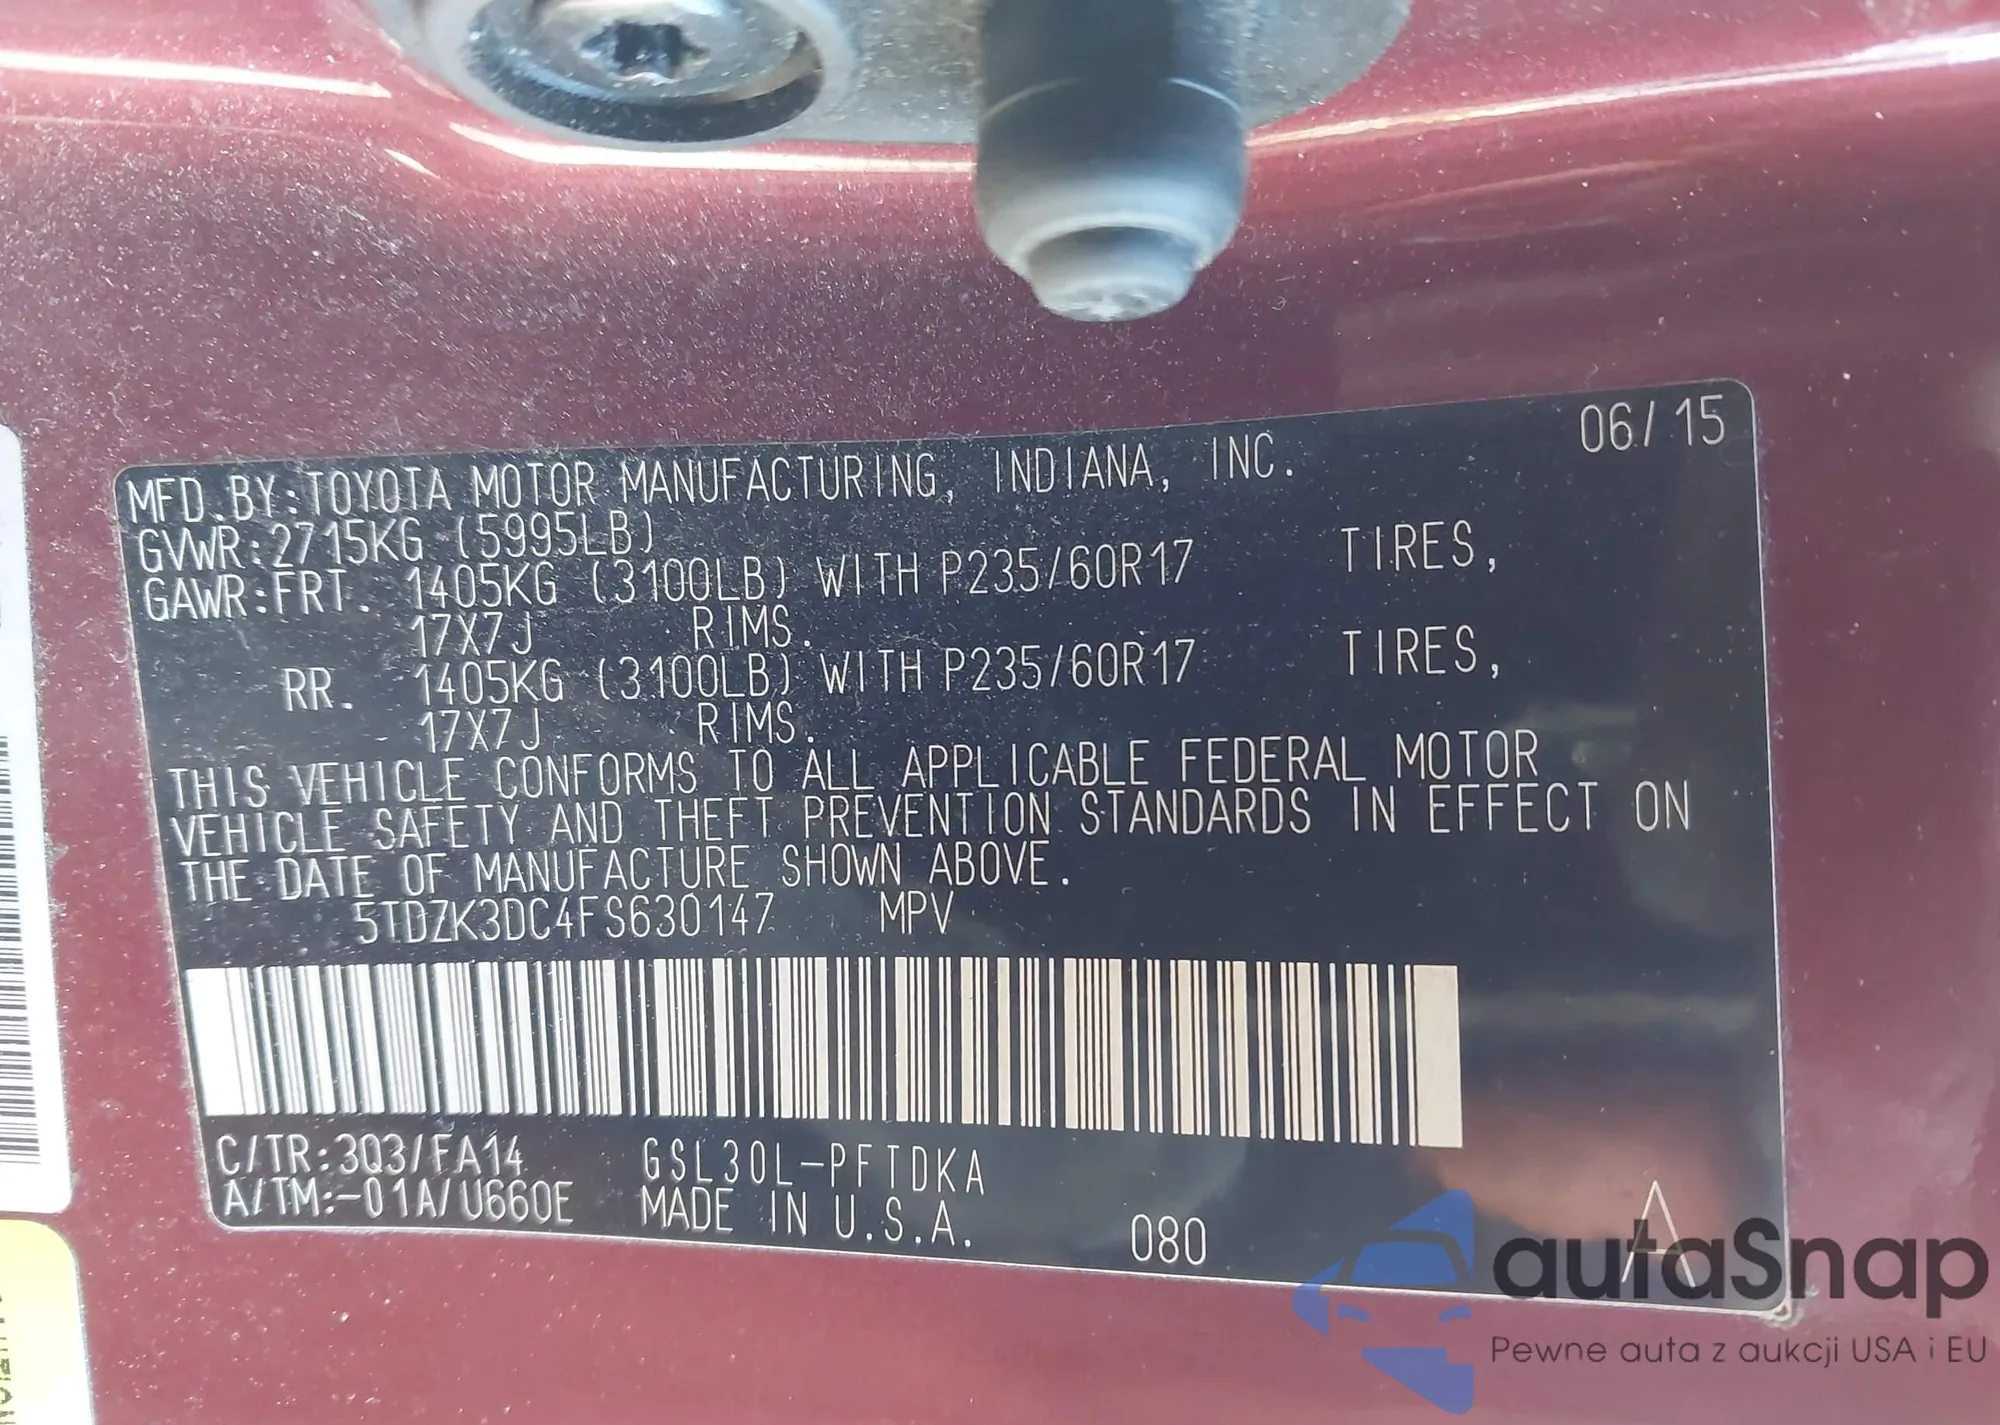 06/15
MFD.BY:TOYOTA MOTOR MANUFACTURING, INDIANA, INC.
GVWR:2715KG (5995LB)
GAWR:FRT. 1405KG (3100LB) WITH P235/60R17 TIRES,
17X7J RIMS.
RR. 1405KG (3100LB) WITH P235/60R17 TIRES,
17X7J RIMS.
THIS VEHICLE CONFORMS TO ALL APPLICABLE FEDERAL MOTOR
VEHICLE SAFETY AND THEFT PREVENTION STANDARDS IN EFFECT ON
THE DATE OF MANUFACTURE SHOWN ABOVE.
5TDZK3DC4FS630147 MPV
C/TR:3Q3/FA14 GSL30L-PFTDKA
A/TM:-01A/U660E MADE IN U.S.A. 080 A
autaSnap
Pewne auta z aukcji USA i EU